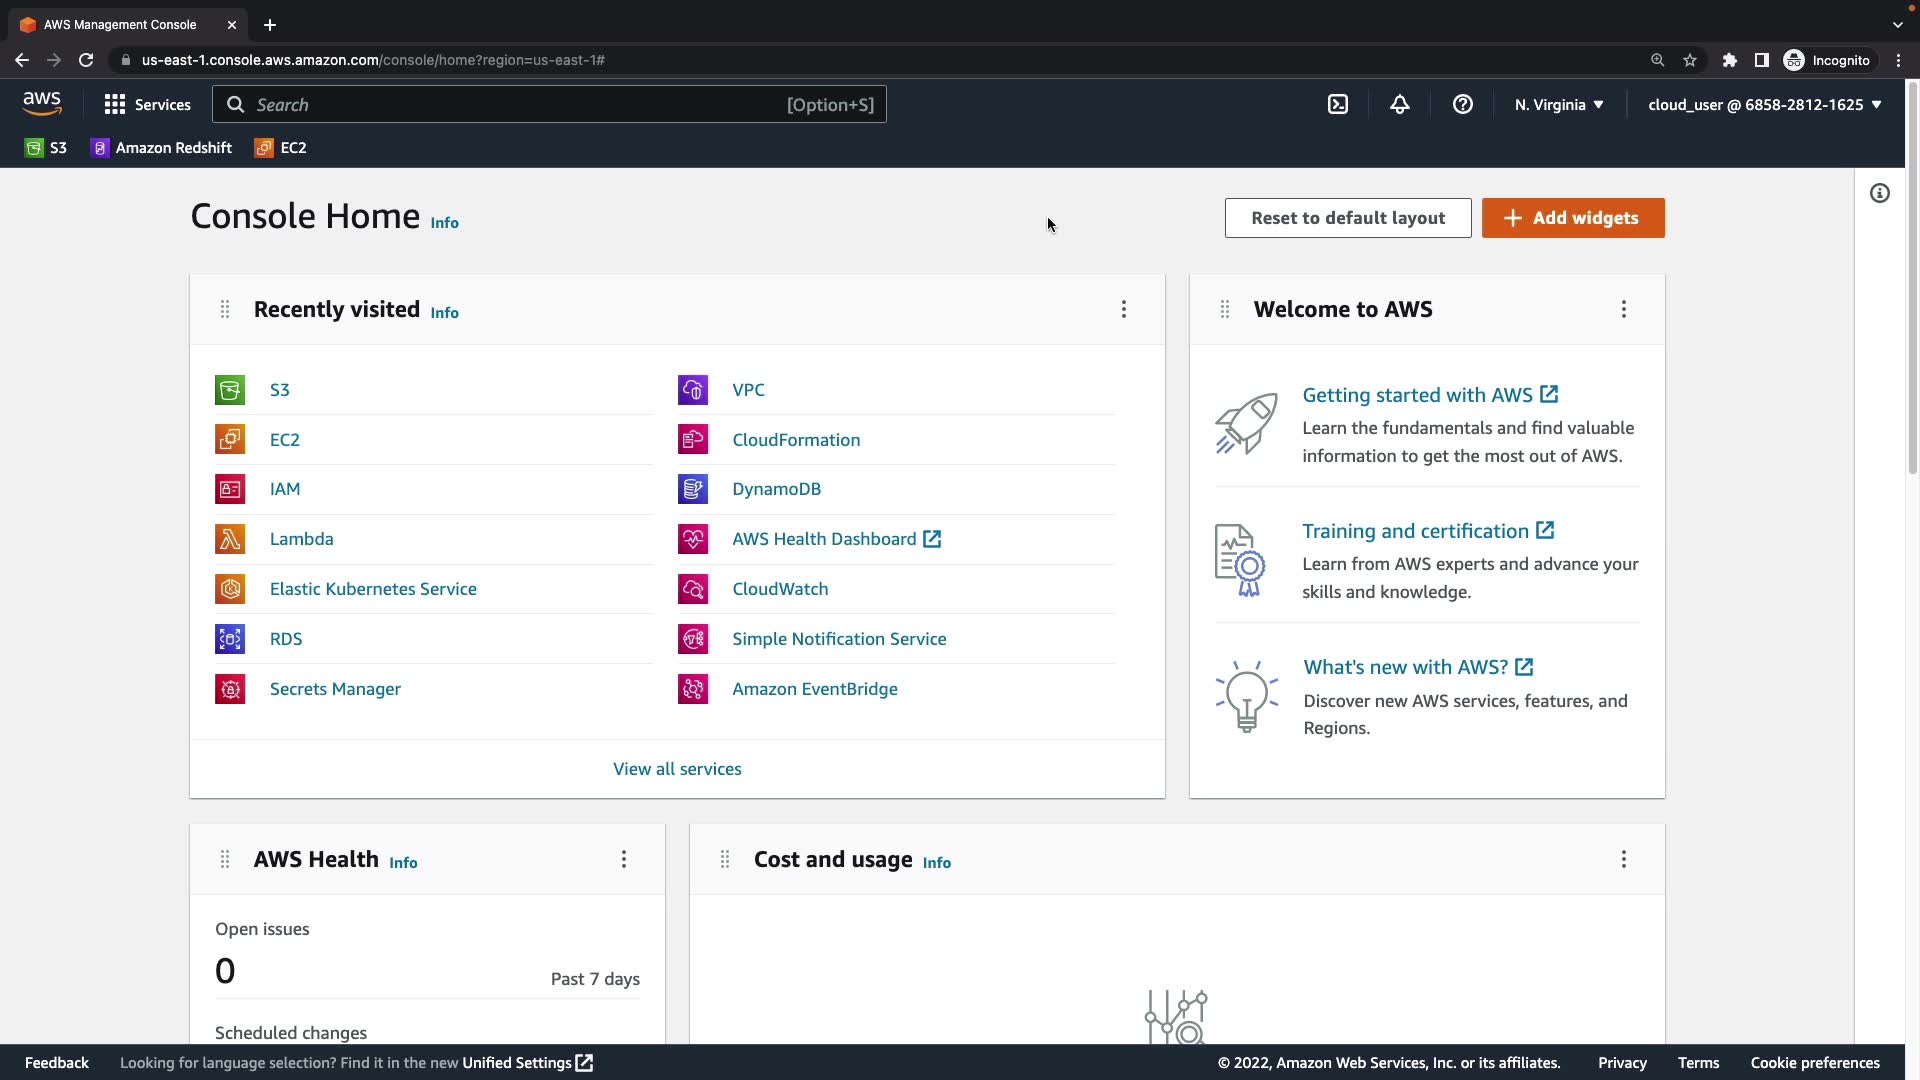 AWS Management Console
us-east-1.console.aws.amazon.com/console/home?region=us-east-1#
Incognito
aws
Services
Search
[Option+S]
N. Virginia
cloud_user @ 6858-2812-1625
S3
Amazon Redshift
EC2
Console Home Info
Reset to default layout
Add widgets
Recently visited Info
S3
EC2
IAM
Lambda
Elastic Kubernetes Service
RDS
Secrets Manager
VPC
CloudFormation
DynamoDB
AWS Health Dashboard
CloudWatch
Simple Notification Service
Amazon EventBridge
View all services
Welcome to AWS
Getting started with AWS
Learn the fundamentals and find valuable
information to get the most out of AWS.
Training and certification
Learn from AWS experts and advance your
skills and knowledge.
What's new with AWS?
Discover new AWS services, features, and
Regions.
AWS Health Info
Open issues
0
Past 7 days
Scheduled changes
Cost and usage Info
Feedback
Looking for language selection? Find it in the new Unified Settings
© 2022, Amazon Web Services, Inc. or its affiliates.
Privacy
Terms
Cookie preferences